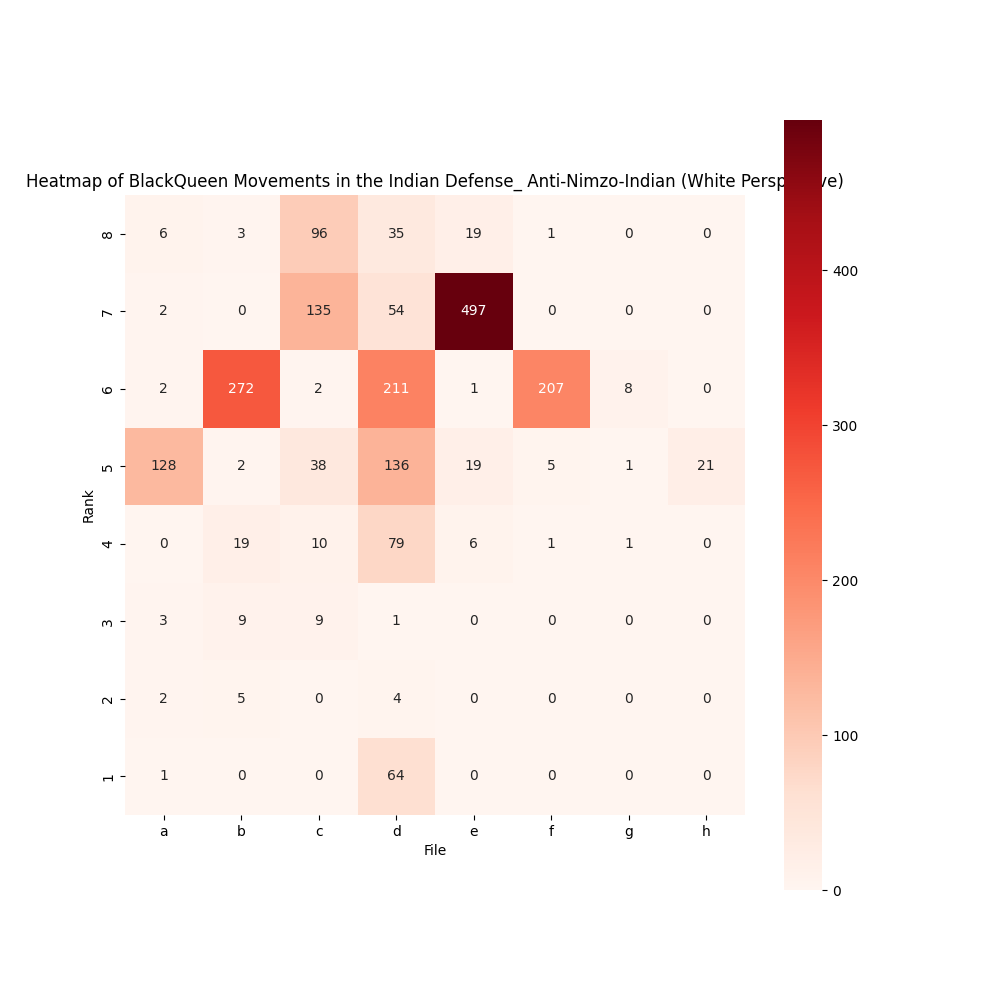 Heatmap of BlackQueen Movements in the Indian Defense_ Anti-Nimzo-Indian (White Perspective)
8 6 3 96 35 19 1 0 0
7 2 0 135 54 497 0 0 0
6 2 272 2 211 1 207 8 0
5 128 2 38 136 19 5 1 21
4 0 19 10 79 6 1 1 0
3 3 9 9 1 0 0 0 0
2 2 5 0 4 0 0 0 0
1 1 0 0 64 0 0 0 0
Rank
a b c d e f g h
File
400
300
200
100
0